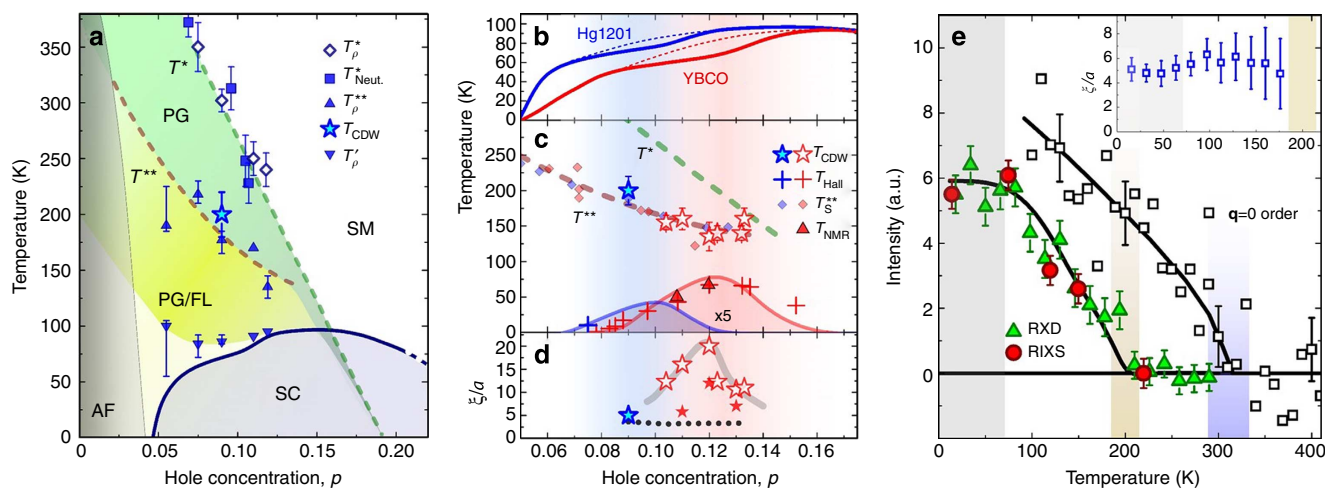 a
Temperature (K)
350
300
250
200
150
100
50
0
T*
PG
T**
PG/FL
AF
SC
SM
T*ρ
T*Neut.
T**ρ
TCDW
T′ρ
0.00
0.05
0.10
0.15
0.20
Hole concentration, p
b
Hg1201
YBCO
100
80
60
40
20
0
Temperature (K)
c
T*
T**
TCDW
THall
T**S
TNMR
x5
250
200
150
100
50
0
d
ξ/a
20
15
10
5
0
0.06
0.08
0.10
0.12
0.14
0.16
Hole concentration, p
e
Intensity (a.u.)
10
8
6
4
2
0
ξ/a
8
6
4
2
0
0
50
100
150
200
q=0 order
RXD
RIXS
0
100
200
300
400
Temperature (K)